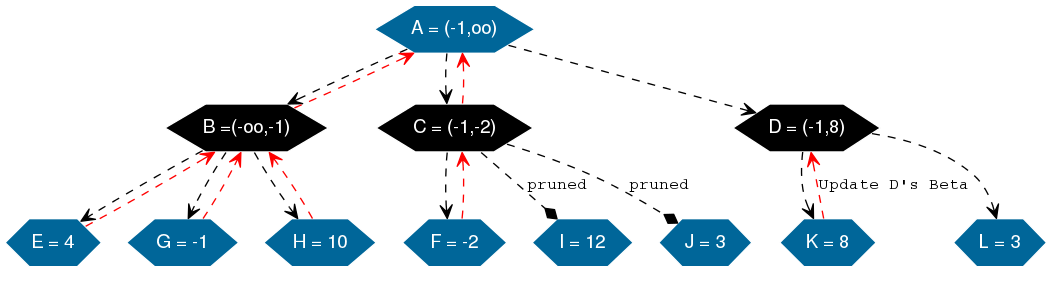 A = (-1,oo)
B =(-oo,-1)
C = (-1,-2)
D = (-1,8)
pruned
pruned
Update D's Beta
E = 4
G = -1
H = 10
F = -2
I = 12
J = 3
K = 8
L = 3